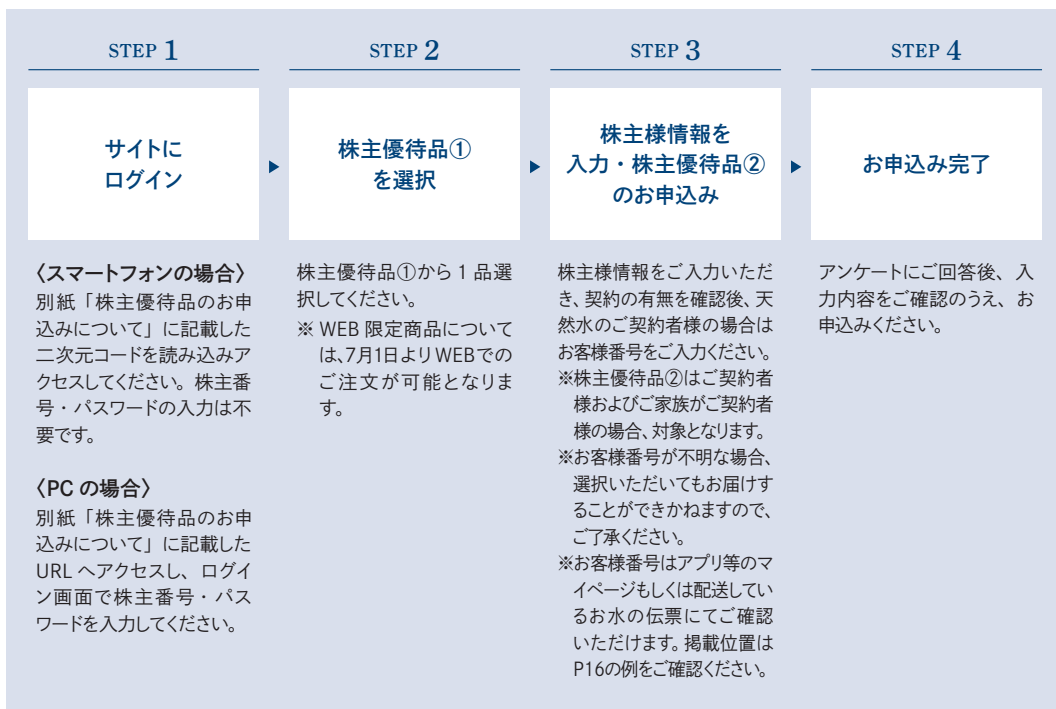 STEP 1
サイトに
ログイン
〈スマートフォンの場合〉
別紙「株主優待品のお申
込みについて」に記載した
二次元コードを読み込みア
クセスしてください。株主番
号・パスワードの入力は不
要です。
〈PC の場合〉
別紙「株主優待品のお申
込みについて」に記載した
URL へアクセスし、ログイ
ン画面で株主番号・パス
ワードを入力してください。
STEP 2
株主優待品①
を選択
株主優待品①から 1 品選
択してください。
※ WEB 限定商品について
は、7月1日よりWEBでの
ご注文が可能となりま
す。
STEP 3
株主様情報を
入力・株主優待品②
のお申込み
株主様情報をご入力いただ
き、契約の有無を確認後、天
然水のご契約者様の場合は
お客様番号をご入力ください。
※株主優待品②はご契約者
様およびご家族がご契約者
様の場合、対象となります。
※お客様番号が不明な場合、
選択いただいてもお届けす
ることができかねますので、
ご了承ください。
※お客様番号はアプリ等のマ
イページもしくは配送してい
るお水の伝票にてご確認
いただけます。掲載位置は
P16の例をご確認ください。
STEP 4
お申込み完了
アンケートにご回答後、入
力内容をご確認のうえ、お
申込みください。